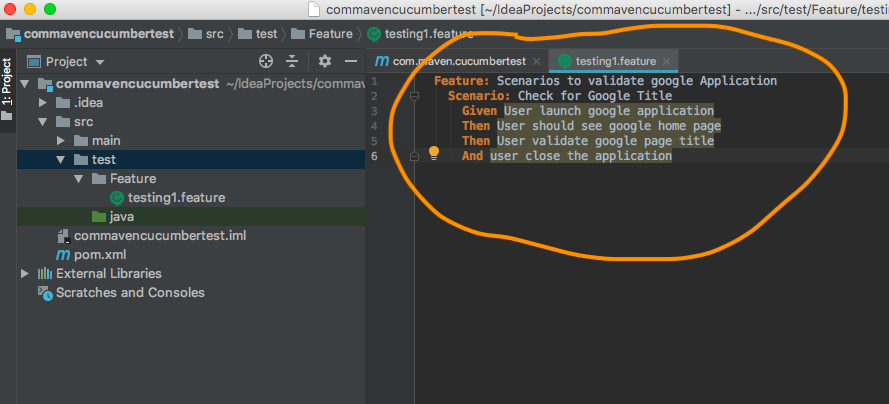 commavencucumbertest [~/IdeaProjects/commavencucumbertest] - .../src/test/Feature/testi
commavencucumbertest src test Feature testing1.feature
1: Project
Project
com.maven.cucumbertest testing1.feature
commavencucumbertest ~/IdeaProjects/commav
.idea
src
main
test
Feature
testing1.feature
java
commavencucumbertest.iml
pom.xml
External Libraries
Scratches and Consoles
1 Feature: Scenarios to validate google Application
2 Scenario: Check for Google Title
3 Given User launch google application
4 Then User should see google home page
5 Then User validate google page title
6 And user close the application